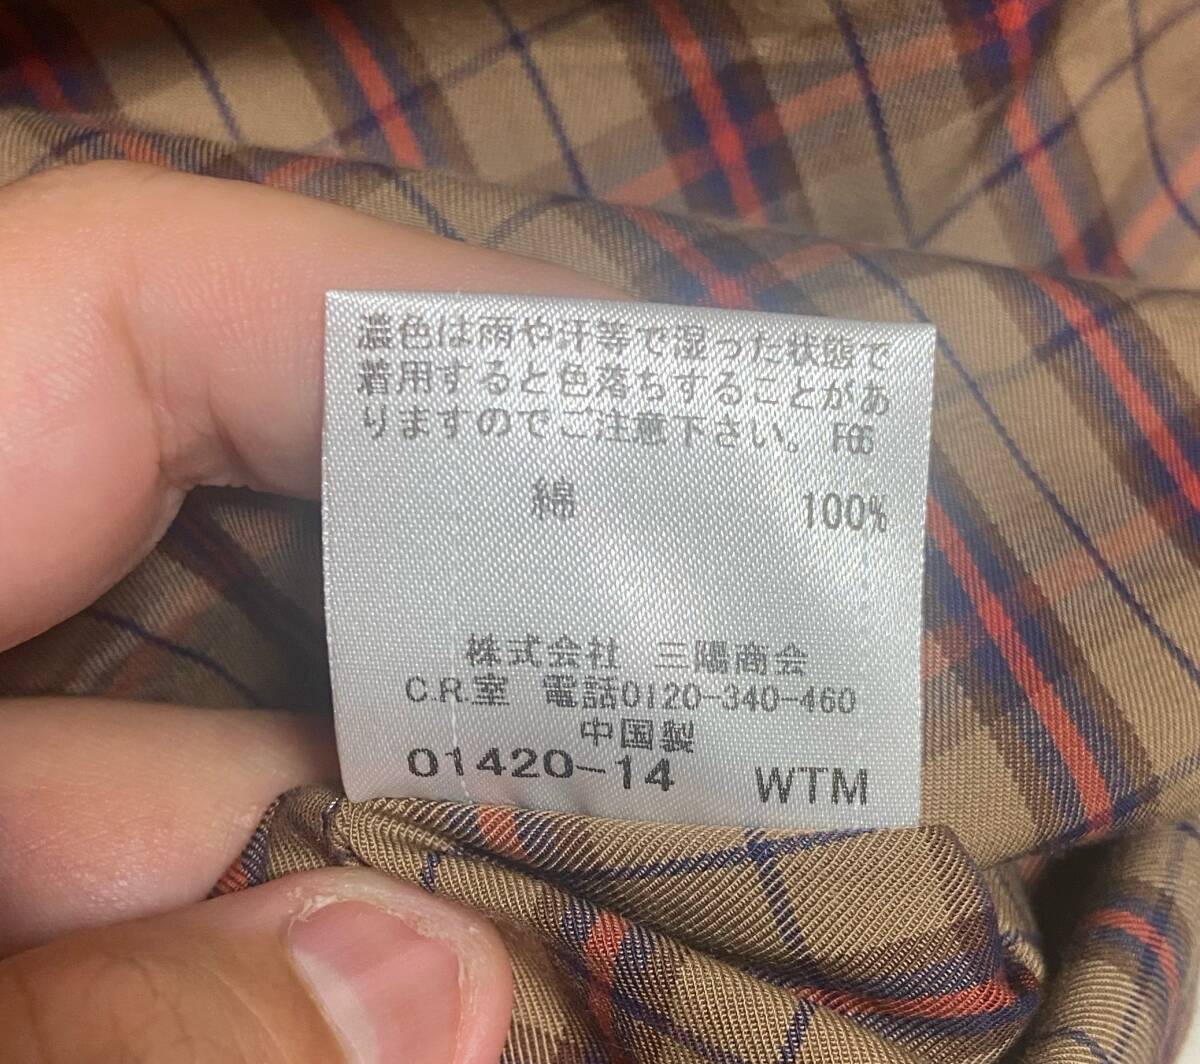 濃色は雨や汗等で湿った状態で
着用すると色落ちすることがあ
りますのでご注意下さい。 F66
綿 100%
株式会社 三陽商会
C.R.室 電話0120-340-460
中国製
01420-14 WTM